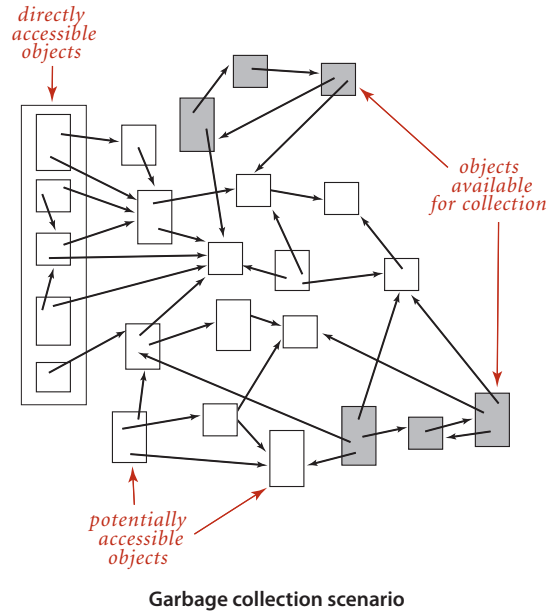 directly
accessible
objects
objects
available
for collection
potentially
accessible
objects
Garbage collection scenario